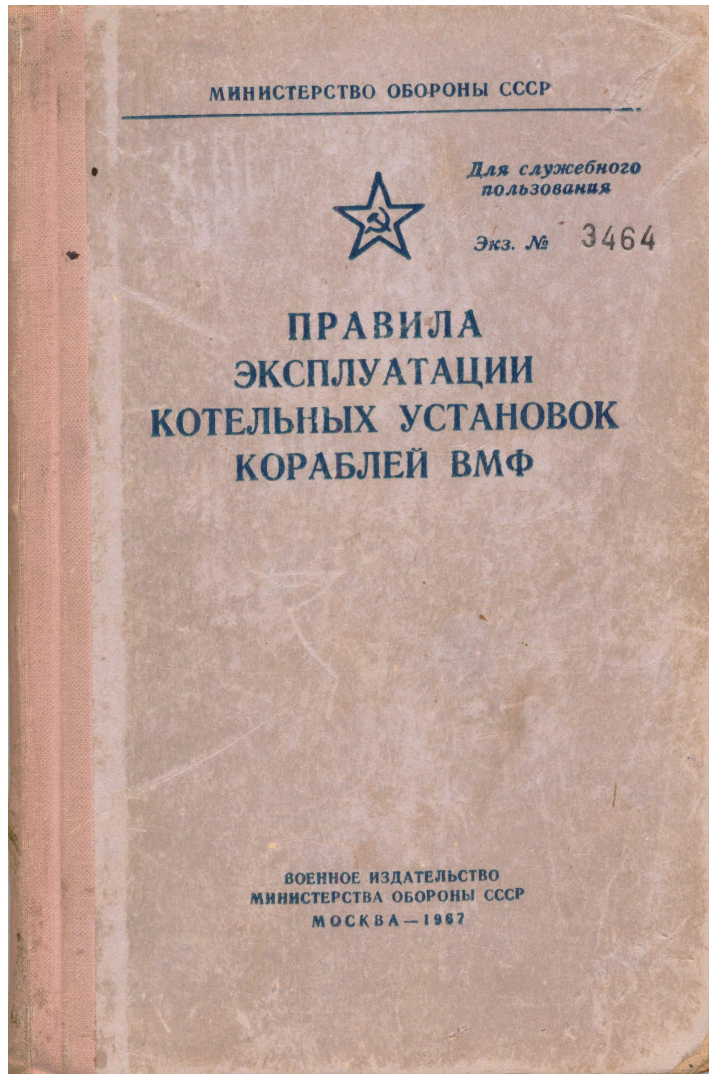 МИНИСТЕРСТВО ОБОРОНЫ СССР
Для служебного
пользования
Экз. № 3464
ПРАВИЛА
ЭКСПЛУАТАЦИИ
КОТЕЛЬНЫХ УСТАНОВОК
КОРАБЛЕЙ ВМФ
ВОЕННОЕ ИЗДАТЕЛЬСТВО
МИНИСТЕРСТВА ОБОРОНЫ СССР
МОСКВА — 1967